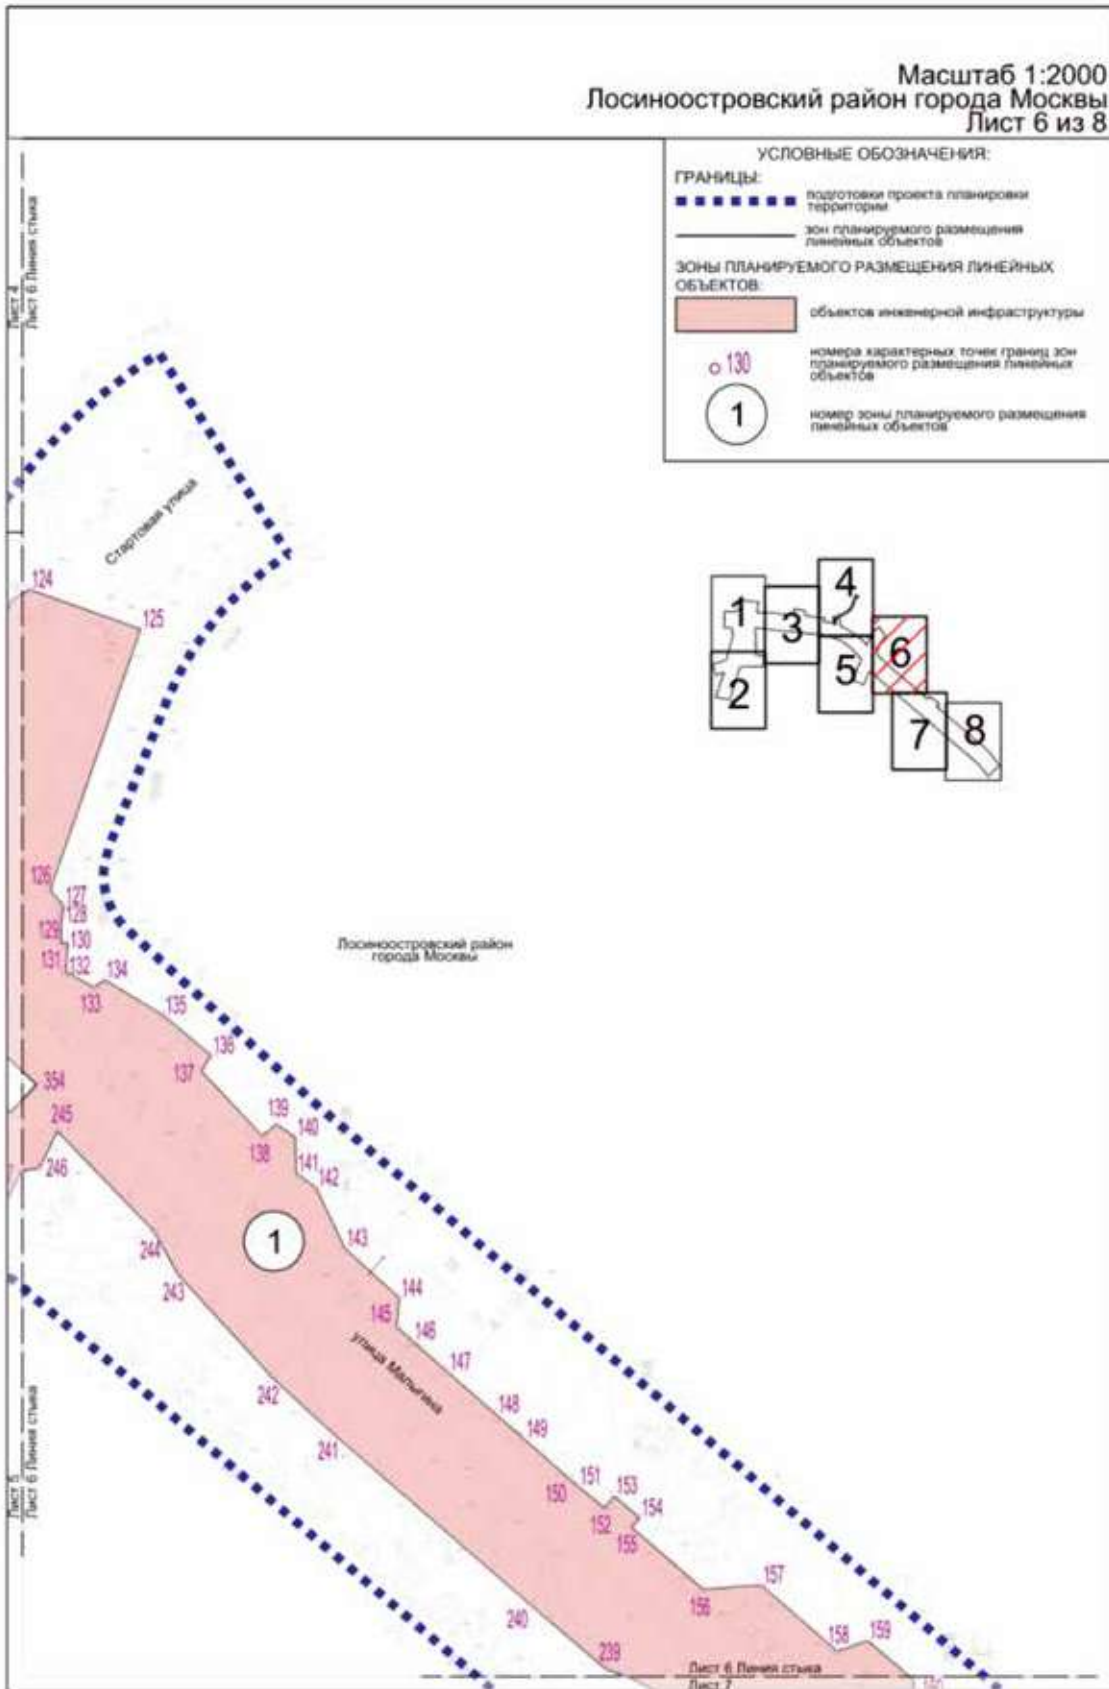 Масштаб 1:2000
Лосиноостровский район города Москвы
Лист 6 из 8
УСЛОВНЫЕ ОБОЗНАЧЕНИЯ:
ГРАНИЦЫ:
подготовки проекта планировки
территории
зон планируемого размещения
линейных объектов
ЗОНЫ ПЛАНИРУЕМОГО РАЗМЕЩЕНИЯ ЛИНЕЙНЫХ
ОБЪЕКТОВ:
объектов инженерной инфраструктуры
130
номера характерных точек границ зон
планируемого размещения линейных
объектов
1
номер зоны планируемого размещения
линейных объектов
Лист 4
Лист 6 Линия стыка
Стартовая улица
124
125
4
1
3
6
5
2
7
8
126
127
128
129
130
131
132
134
133
135
136
137
Лосиноостровский район
города Москвы
354
245
246
139
140
138
141
142
1
244
143
243
144
145
146
улица Малыгина
147
242
148
149
241
151
153
150
154
152
155
157
156
240
158
159
239
Лист 5
Лист 6 Линия стыка
Лист 6 Линия стыка
Лист 7
160